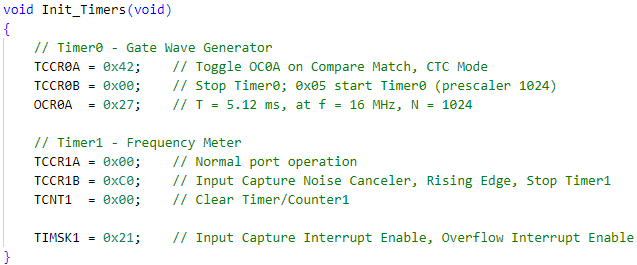 void Init_Timers(void)
{
    // Timer0 - Gate Wave Generator
    TCCR0A = 0x42;    // Toggle OC0A on Compare Match, CTC Mode
    TCCR0B = 0x00;    // Stop Timer0; 0x05 start Timer0 (prescaler 1024)
    OCR0A  = 0x27;    // T = 5.12 ms, at f = 16 MHz, N = 1024

    // Timer1 - Frequency Meter
    TCCR1A = 0x00;    // Normal port operation
    TCCR1B = 0xC0;    // Input Capture Noise Canceler, Rising Edge, Stop Timer1
    TCNT1  = 0x00;    // Clear Timer/Counter1

    TIMSK1 = 0x21;    // Input Capture Interrupt Enable, Overflow Interrupt Enable
}